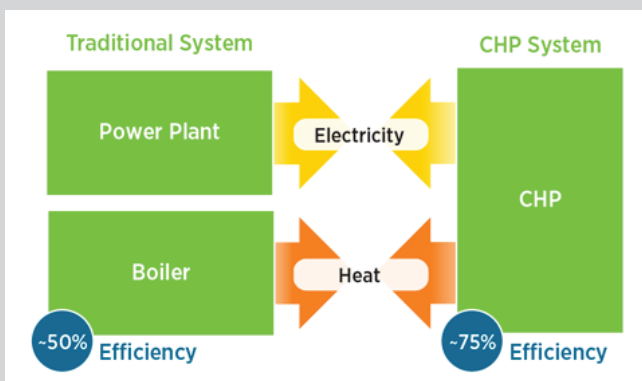 Traditional System
CHP System
Power Plant
Electricity
CHP
Boiler
Heat
~50% Efficiency
~75% Efficiency